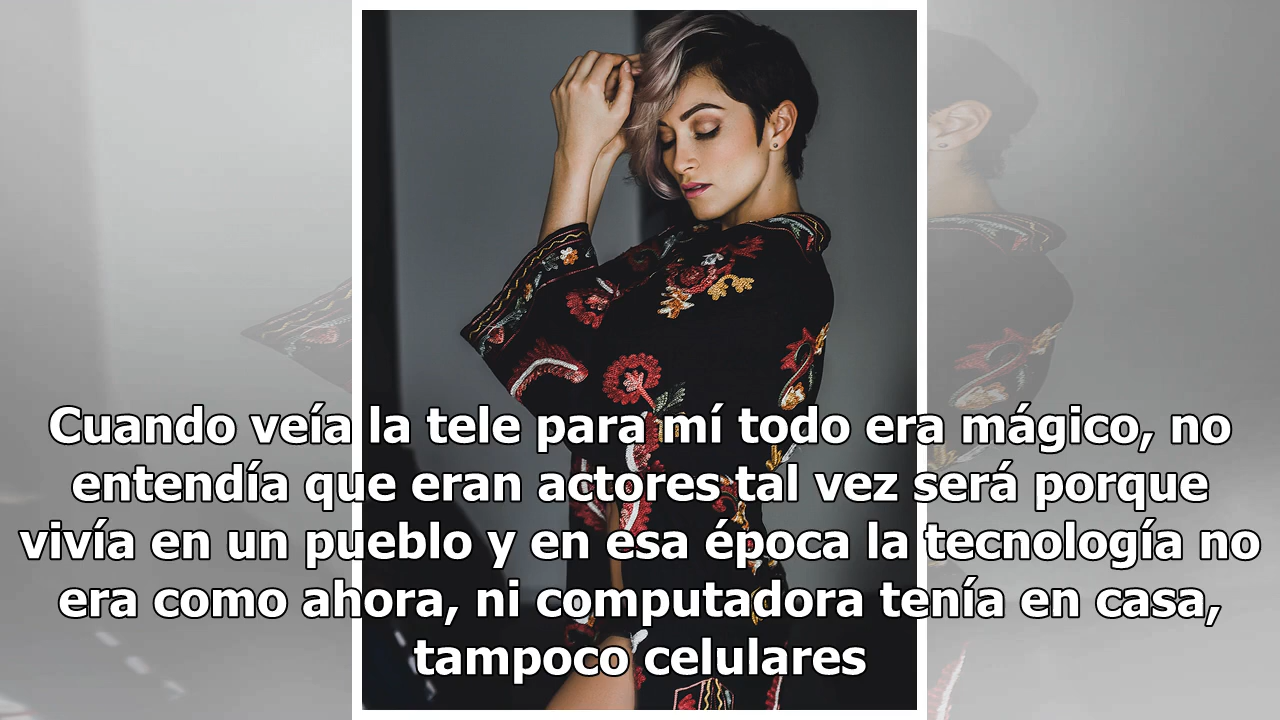 Cuando veía la tele para mí todo era mágico, no
entendía que eran actores tal vez será porque
vivía en un pueblo y en esa época la tecnología no
era como ahora, ni computadora tenía en casa,
tampoco celulares